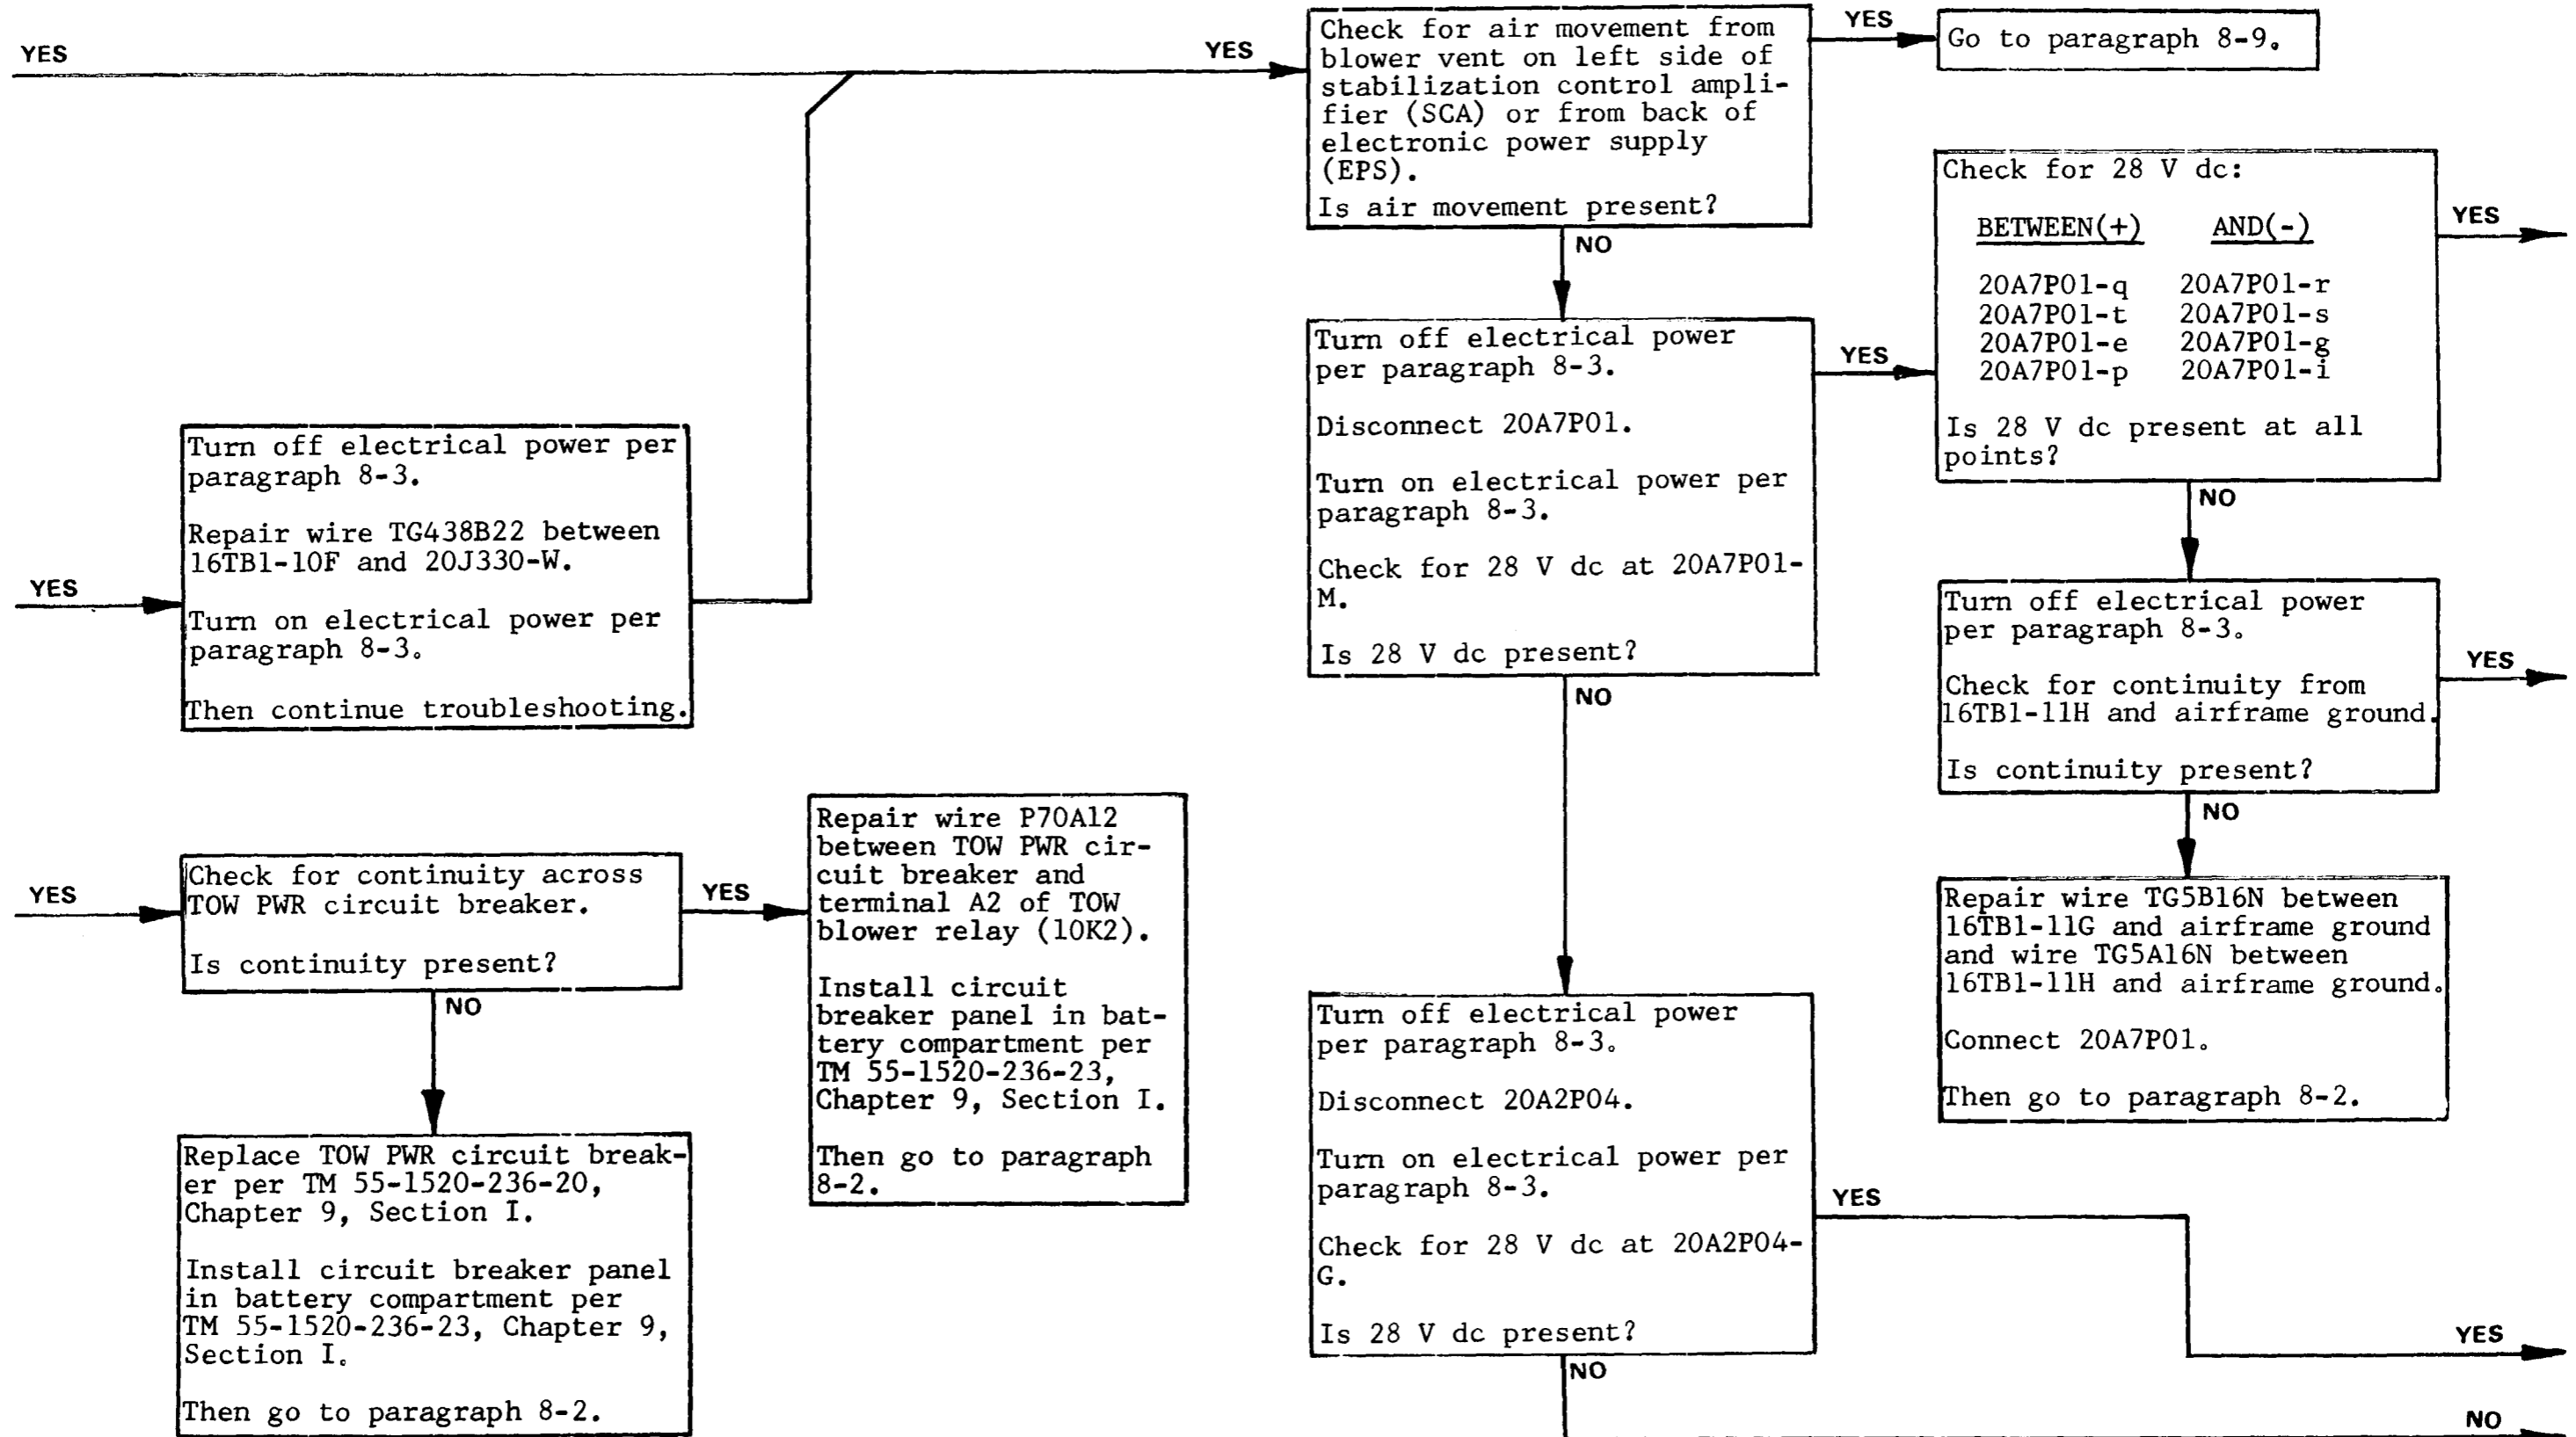 YES
YES
Check for air movement from
blower vent on left side of
stabilization control ampli-
fier (SCA) or from back of
electronic power supply
(EPS).
Is air movement present?
YES
Go to paragraph 8-9.
NO
Check for 28 V dc:
BETWEEN(+) AND(-)
20A7P01-q 20A7P01-r
20A7P01-t 20A7P01-s
20A7P01-e 20A7P01-g
20A7P01-p 20A7P01-i
Is 28 V dc present at all
points?
YES
NO
Turn off electrical power
per paragraph 8-3.
Disconnect 20A7P01.
Turn on electrical power per
paragraph 8-3.
Check for 28 V dc at 20A7P01-
M.
Is 28 V dc present?
YES
NO
YES
Turn off electrical power per
paragraph 8-3.
Repair wire TG438B22 between
16TB1-10F and 20J330-W.
Turn on electrical power per
paragraph 8-3.
Then continue troubleshooting.
Turn off electrical power
per paragraph 8-3.
Check for continuity from
16TB1-11H and airframe ground.
Is continuity present?
YES
NO
YES
Check for continuity across
TOW PWR circuit breaker.
Is continuity present?
YES
NO
Repair wire P70A12
between TOW PWR cir-
cuit breaker and
terminal A2 of TOW
blower relay (10K2).
Install circuit
breaker panel in bat-
tery compartment per
TM 55-1520-236-23,
Chapter 9, Section I.
Then go to paragraph
8-2.
Repair wire TG5B16N between
16TB1-11G and airframe ground
and wire TG5A16N between
16TB1-11H and airframe ground.
Connect 20A7P01.
Then go to paragraph 8-2.
Replace TOW PWR circuit break-
er per TM 55-1520-236-20,
Chapter 9, Section I.
Install circuit breaker panel
in battery compartment per
TM 55-1520-236-23, Chapter 9,
Section I.
Then go to paragraph 8-2.
Turn off electrical power
per paragraph 8-3.
Disconnect 20A2P04.
Turn on electrical power per
paragraph 8-3.
Check for 28 V dc at 20A2P04-
G.
Is 28 V dc present?
YES
YES
NO
NO